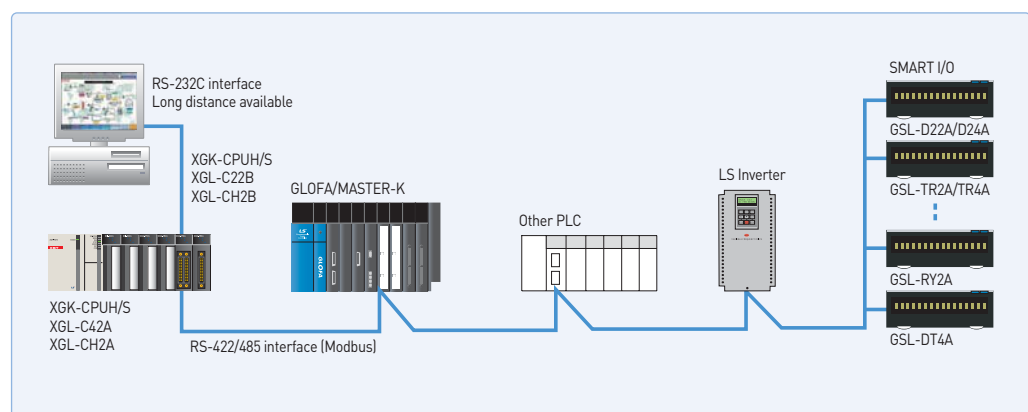 RS-232C interface
Long distance available
XGK-CPUH/S
XGL-C22B
XGL-CH2B
XGK-CPUH/S
XGL-C42A
XGL-CH2A
RS-422/485 interface (Modbus)
GLOFA/MASTER-K
LS
GLOFA
Other PLC
LS Inverter
SMART I/O
GSL-D22A/D24A
GSL-TR2A/TR4A
GSL-RY2A
GSL-DT4A